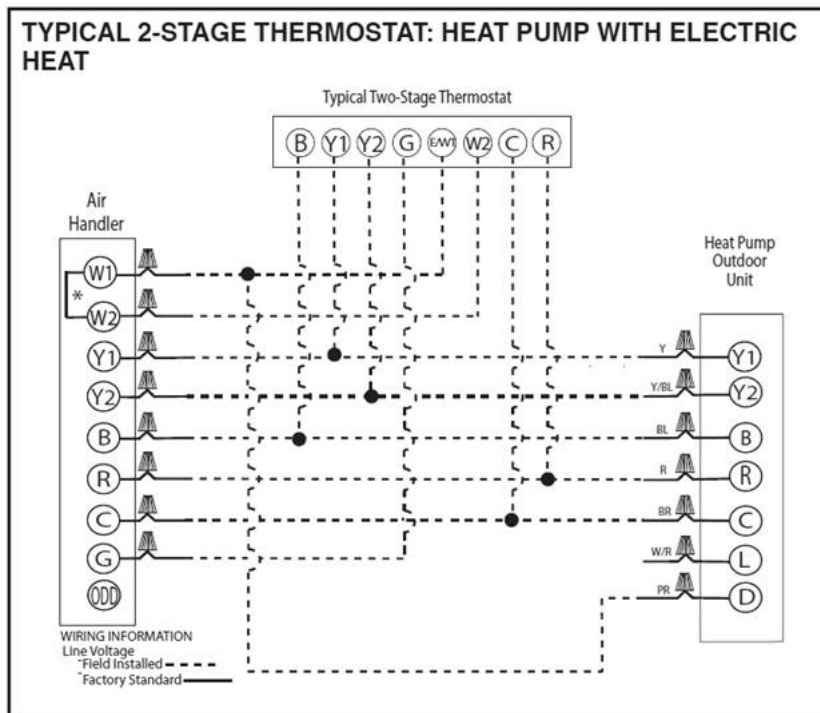 TYPICAL 2-STAGE THERMOSTAT: HEAT PUMP WITH ELECTRIC
HEAT
Typical Two-Stage Thermostat
B Y1 Y2 G E/W1 W2 C R
Air
Handler
W1
*
W2
Y1
Y2
B
R
C
G
ODD
Heat Pump
Outdoor
Unit
Y Y1
Y/BL Y2
BL B
R R
BR C
W/R L
PR D
WIRING INFORMATION
Line Voltage
-Field Installed
-Factory Standard